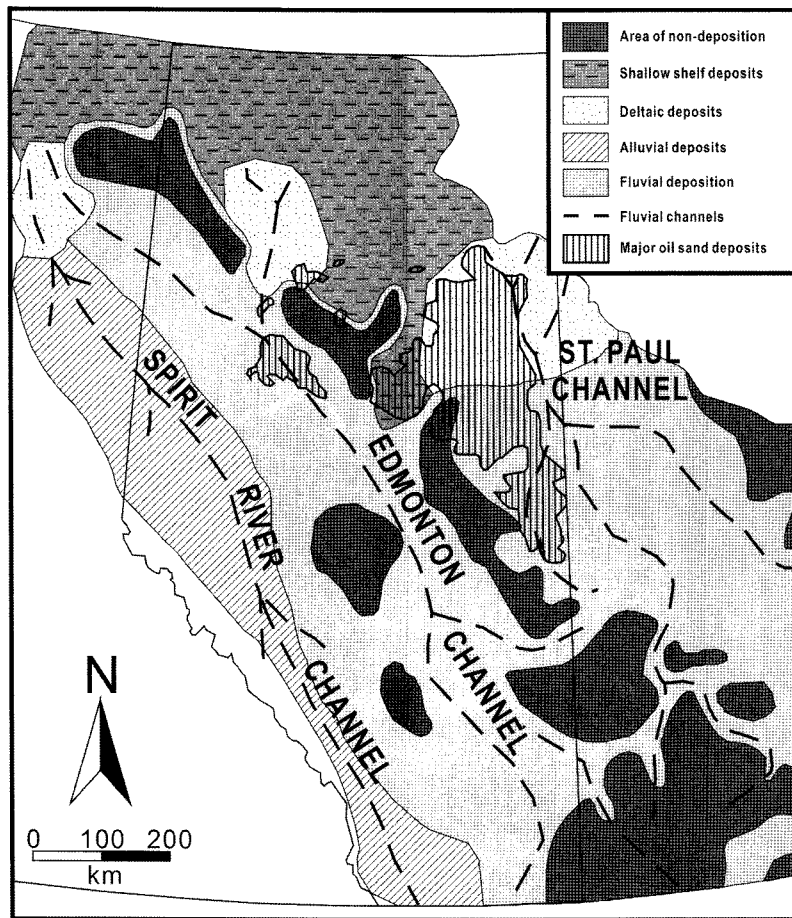 Area of non-deposition
Shallow shelf deposits
Deltaic deposits
Alluvial deposits
Fluvial deposition
Fluvial channels
Major oil sand deposits
ST. PAUL
CHANNEL
SPIRIT
RIVER
CHANNEL
EDMONTON
CHANNEL
N
0 100 200
km